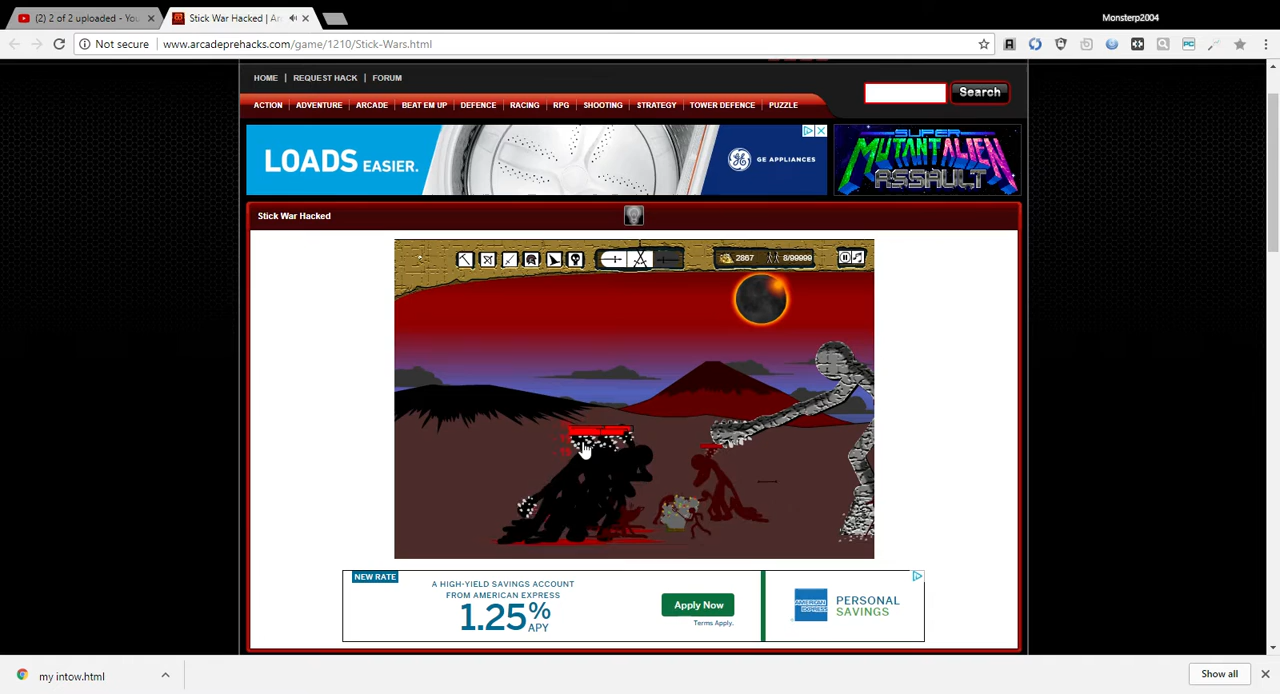 (2) 2 of 2 uploaded - You
Stick War Hacked | Ar
Monsterp2004
Not secure | www.arcadeprehacks.com/game/1210/Stick-Wars.html
HOME | REQUEST HACK | FORUM
Search
ACTION ADVENTURE ARCADE BEAT EM UP DEFENCE RACING RPG SHOOTING STRATEGY TOWER DEFENCE PUZZLE
LOADS EASIER.
GE APPLIANCES
SUPER
MUTANT ALIEN
ASSAULT
Stick War Hacked
2867 8/99999
NEW RATE
A HIGH-YIELD SAVINGS ACCOUNT
FROM AMERICAN EXPRESS
1.25% APY
Apply Now
Terms Apply.
AMERICAN EXPRESS
PERSONAL
SAVINGS
my intow.html
Show all